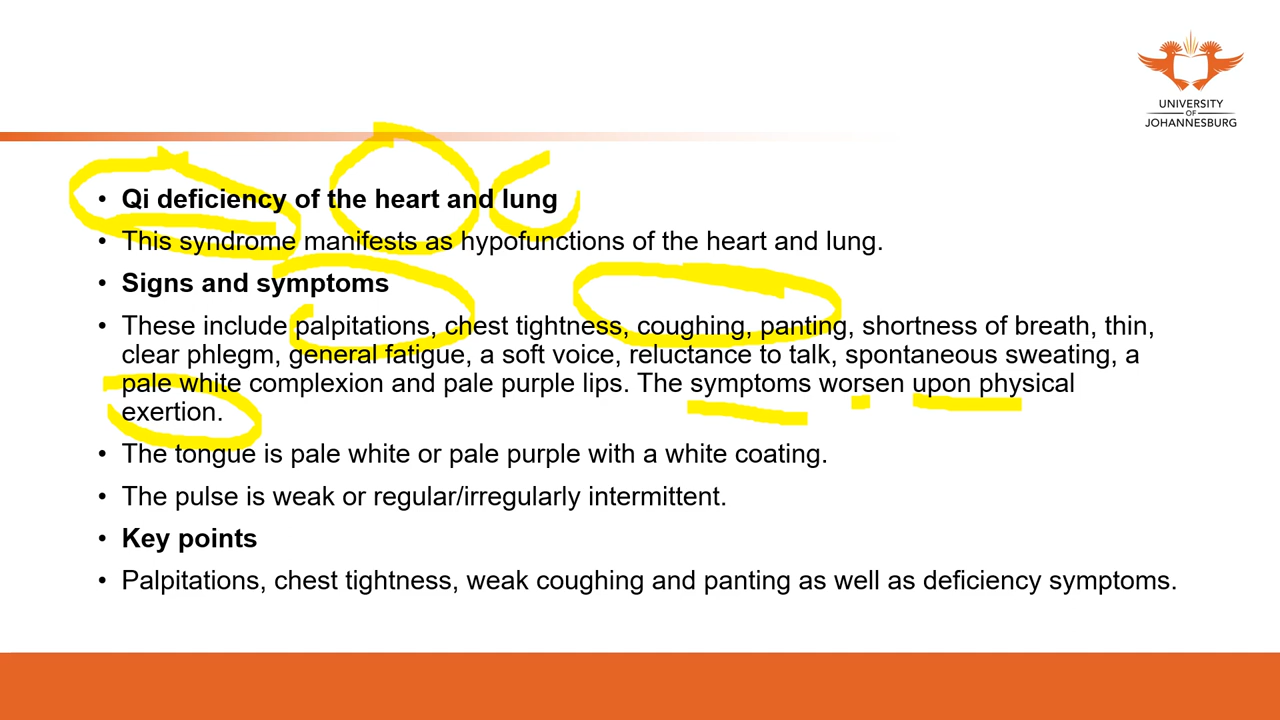 UNIVERSITY
OF
JOHANNESBURG
• Qi deficiency of the heart and lung
• This syndrome manifests as hypofunctions of the heart and lung.
• Signs and symptoms
• These include palpitations, chest tightness, coughing, panting, shortness of breath, thin,
clear phlegm, general fatigue, a soft voice, reluctance to talk, spontaneous sweating, a
pale white complexion and pale purple lips. The symptoms worsen upon physical
exertion.
• The tongue is pale white or pale purple with a white coating.
• The pulse is weak or regular/irregularly intermittent.
• Key points
• Palpitations, chest tightness, weak coughing and panting as well as deficiency symptoms.